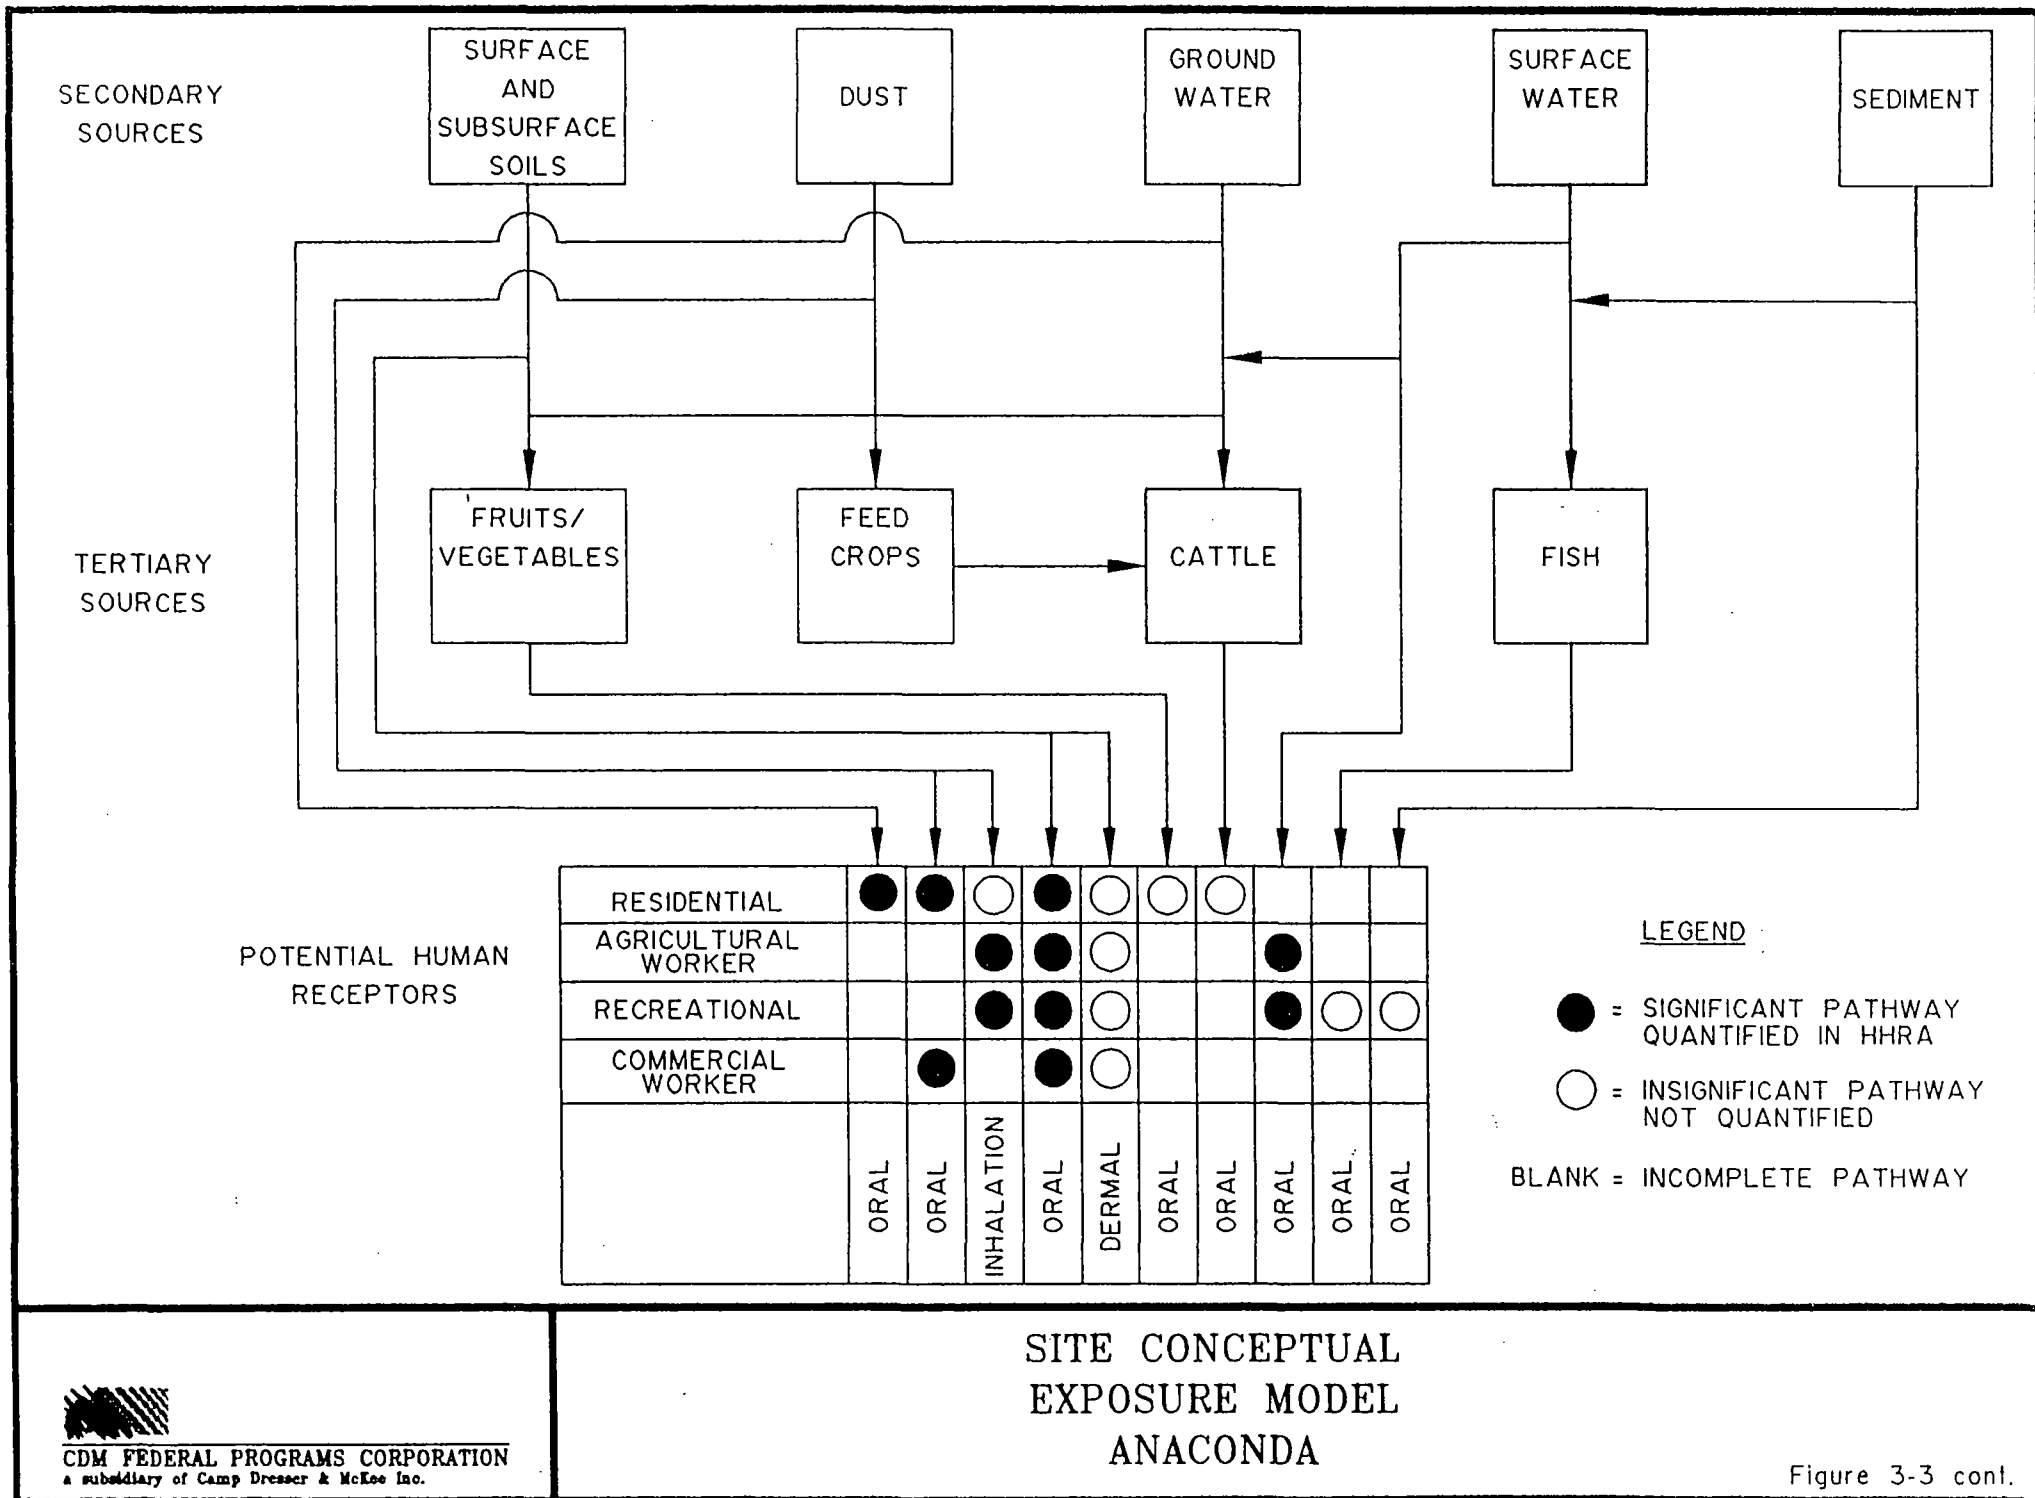 SECONDARY
SOURCES
SURFACE
AND
SUBSURFACE
SOILS
DUST
GROUND
WATER
SURFACE
WATER
SEDIMENT
TERTIARY
SOURCES
FRUITS/
VEGETABLES
FEED
CROPS
CATTLE
FISH
POTENTIAL HUMAN
RECEPTORS
RESIDENTIAL
AGRICULTURAL
WORKER
RECREATIONAL
COMMERCIAL
WORKER
ORAL
ORAL
INHALATION
ORAL
DERMAL
ORAL
ORAL
ORAL
ORAL
ORAL
LEGEND
= SIGNIFICANT PATHWAY
QUANTIFIED IN HHRA
= INSIGNIFICANT PATHWAY
NOT QUANTIFIED
BLANK = INCOMPLETE PATHWAY
CDM FEDERAL PROGRAMS CORPORATION
a subsidiary of Camp Dresser & McKee Inc.
SITE CONCEPTUAL
EXPOSURE MODEL
ANACONDA
Figure 3-3 cont.